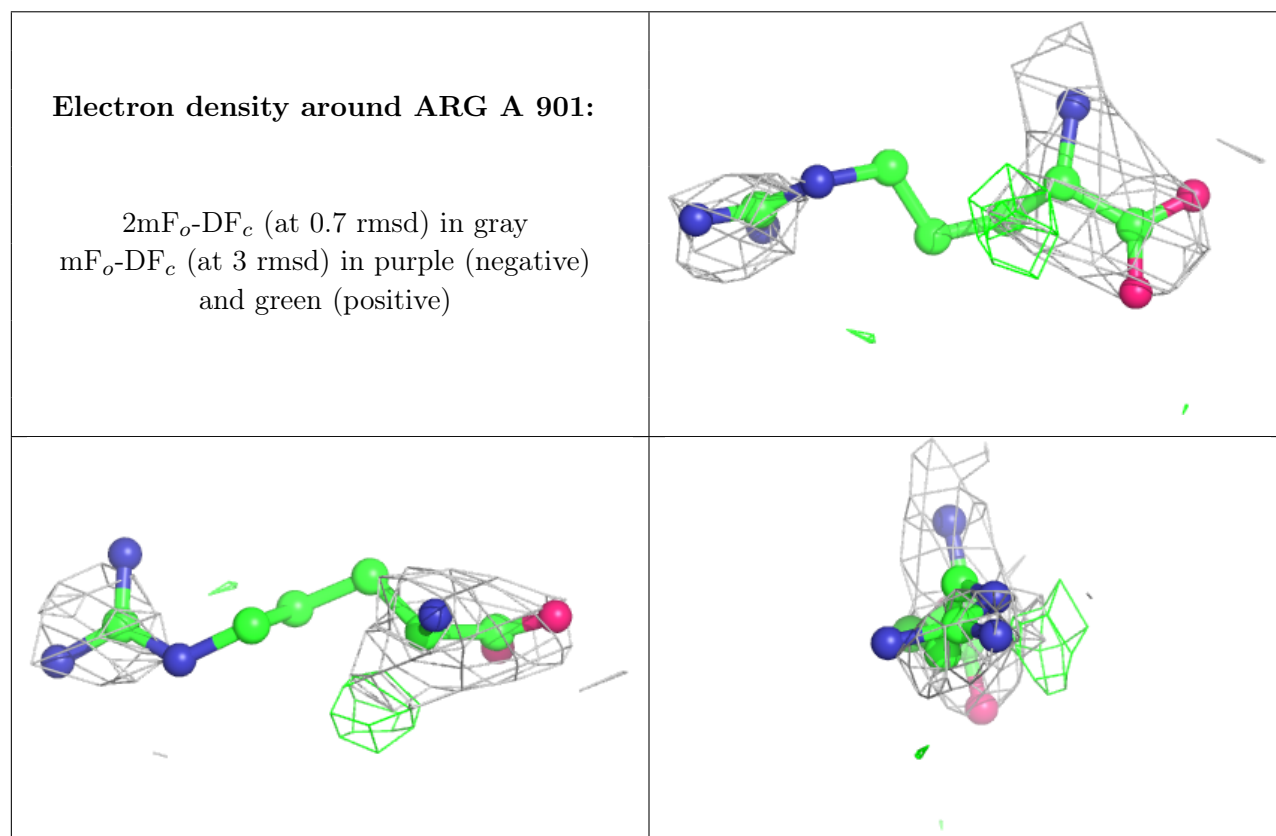 Electron density around ARG A 901:
2mFo-DFc (at 0.7 rmsd) in gray
mFo-DFc (at 3 rmsd) in purple (negative)
and green (positive)